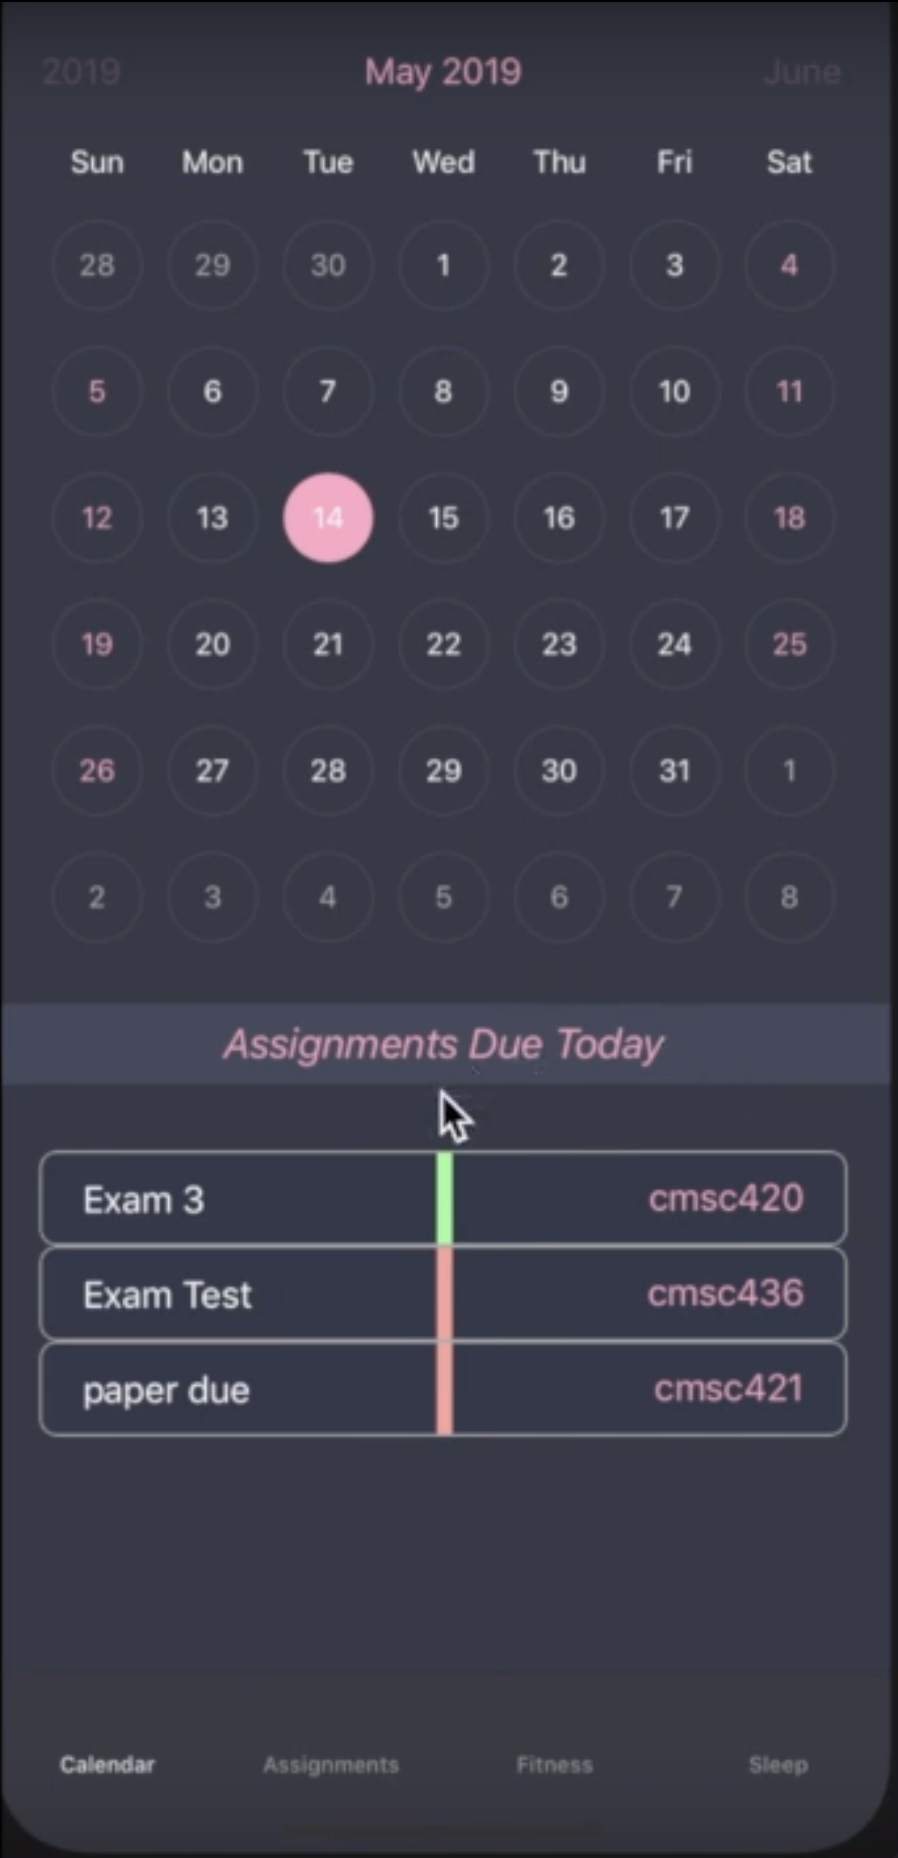 2019 May 2019 June
Sun Mon Tue Wed Thu Fri Sat
28 29 30 1 2 3 4
5 6 7 8 9 10 11
12 13 14 15 16 17 18
19 20 21 22 23 24 25
26 27 28 29 30 31 1
2 3 4 5 6 7 8
Assignments Due Today
Exam 3 cmsc420
Exam Test cmsc436
paper due cmsc421
Calendar Assignments Fitness Sleep